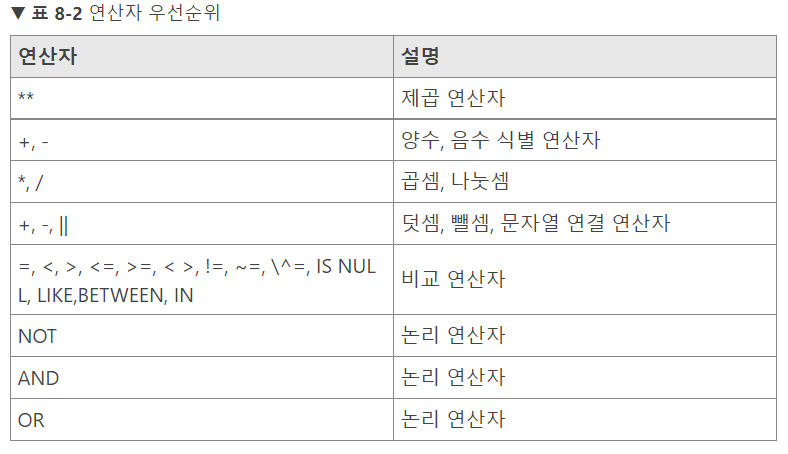 ▼ 표 8-2 연산자 우선순위
연산자 설명
** 제곱 연산자
+, - 양수, 음수 식별 연산자
*, / 곱셈, 나눗셈
+, -, || 덧셈, 뺄셈, 문자열 연결 연산자
=, <, >, <=, >=, < >, !=, ~=, \^=, IS NUL
L, LIKE,BETWEEN, IN
비교 연산자
NOT 논리 연산자
AND 논리 연산자
OR 논리 연산자